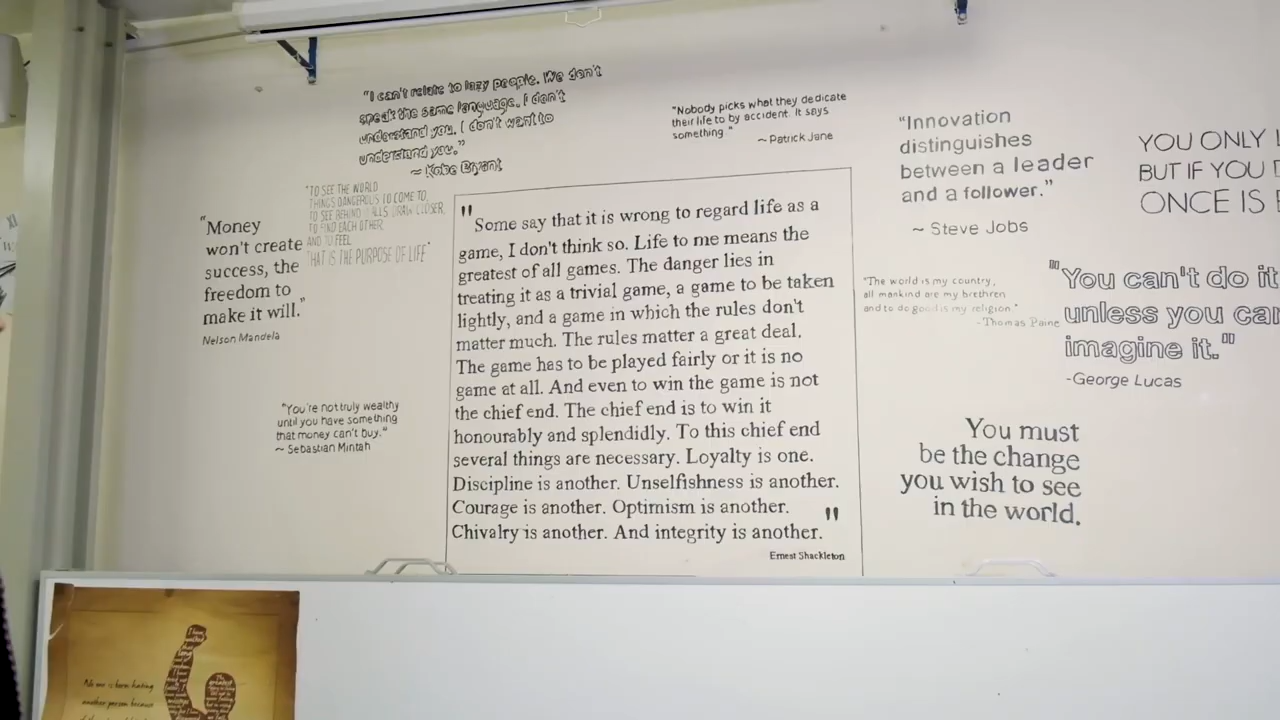 "I can't relate to lazy people. We don't
speak the same language. I don't
understand you. I don't want to
understand you."
~ Kobe Bryant
"Nobody picks what they dedicate
their life to by accident. It says
something."
~ Patrick Jane
"Innovation
distinguishes
between a leader
and a follower."
~ Steve Jobs
YOU ONLY
BUT IF YOU
ONCE IS
"TO SEE THE WORLD
THINGS DANGEROUS TO COME TO,
TO SEE BEHIND WALLS, DRAW CLOSER,
TO FIND EACH OTHER
AND TO FEEL
THAT IS THE PURPOSE OF LIFE"
"Money
won't create
success, the
freedom to
make it will."
Nelson Mandela
"You're not truly wealthy
until you have something
that money can't buy."
~ Sebastian Mintah
" Some say that it is wrong to regard life as a
game, I don't think so. Life to me means the
greatest of all games. The danger lies in
treating it as a trivial game, a game to be taken
lightly, and a game in which the rules don't
matter much. The rules matter a great deal.
The game has to be played fairly or it is no
game at all. And even to win the game is not
the chief end. The chief end is to win it
honourably and splendidly. To this chief end
several things are necessary. Loyalty is one.
Discipline is another. Unselfishness is another.
Courage is another. Optimism is another.
Chivalry is another. And integrity is another. "
Ernest Shackleton
"The world is my country,
all mankind are my brethren
and to do good is my religion."
-Thomas Paine
"You can't do it
unless you can
imagine it."
-George Lucas
You must
be the change
you wish to see
in the world.
No one is born hating
another person because